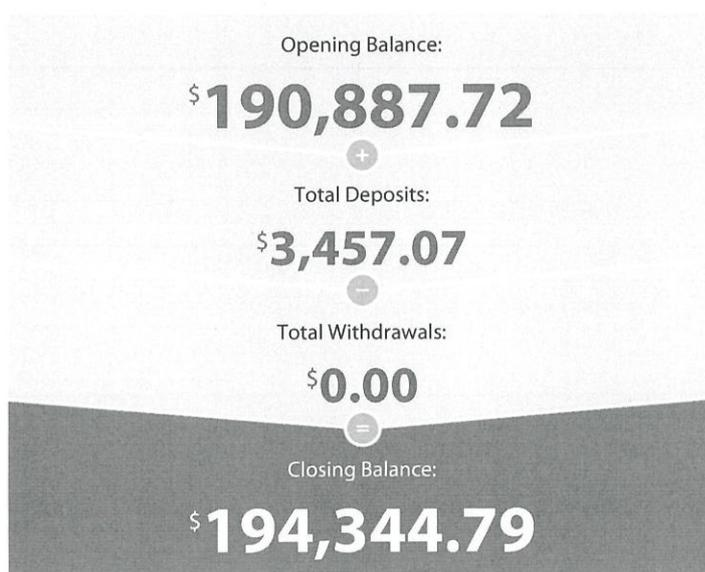 Opening Balance:
$190,887.72
+
Total Deposits:
$3,457.07
−
Total Withdrawals:
$0.00
=
Closing Balance:
$194,344.79